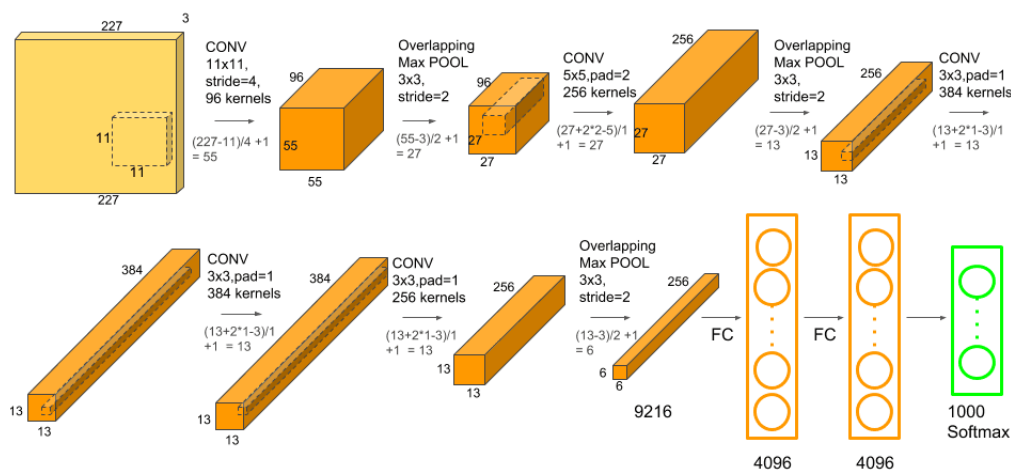 227
3
CONV
11x11,
stride=4,
96 kernels
(227-11)/4 +1
= 55
11
11
227
96
55
55
Overlapping
Max POOL
3x3,
stride=2
(55-3)/2 +1
= 27
96
27
27
CONV
5x5,pad=2
256 kernels
(27+2*2-5)/1
+1 = 27
256
27
27
Overlapping
Max POOL
3x3,
stride=2
(27-3)/2 +1
= 13
256
13
13
CONV
3x3,pad=1
384 kernels
(13+2*1-3)/1
+1 = 13
384
13
13
CONV
3x3,pad=1
384 kernels
(13+2*1-3)/1
+1 = 13
384
13
13
CONV
3x3,pad=1
256 kernels
(13+2*1-3)/1
+1 = 13
256
13
13
Overlapping
Max POOL
3x3,
stride=2
(13-3)/2 +1
= 6
256
6
6
9216
FC
4096
FC
4096
1000
Softmax